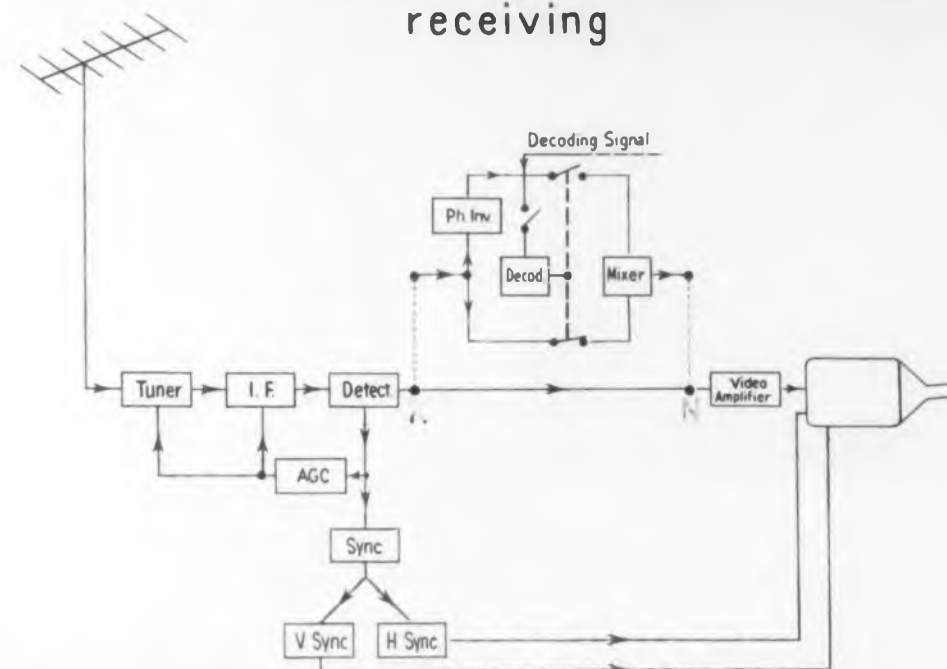 receiving
Decoding Signal
Ph. Inv.
Decod
Mixer
Tuner
I. F.
Detect.
Video
Amplifier
N
AGC
Sync
V Sync
H Sync